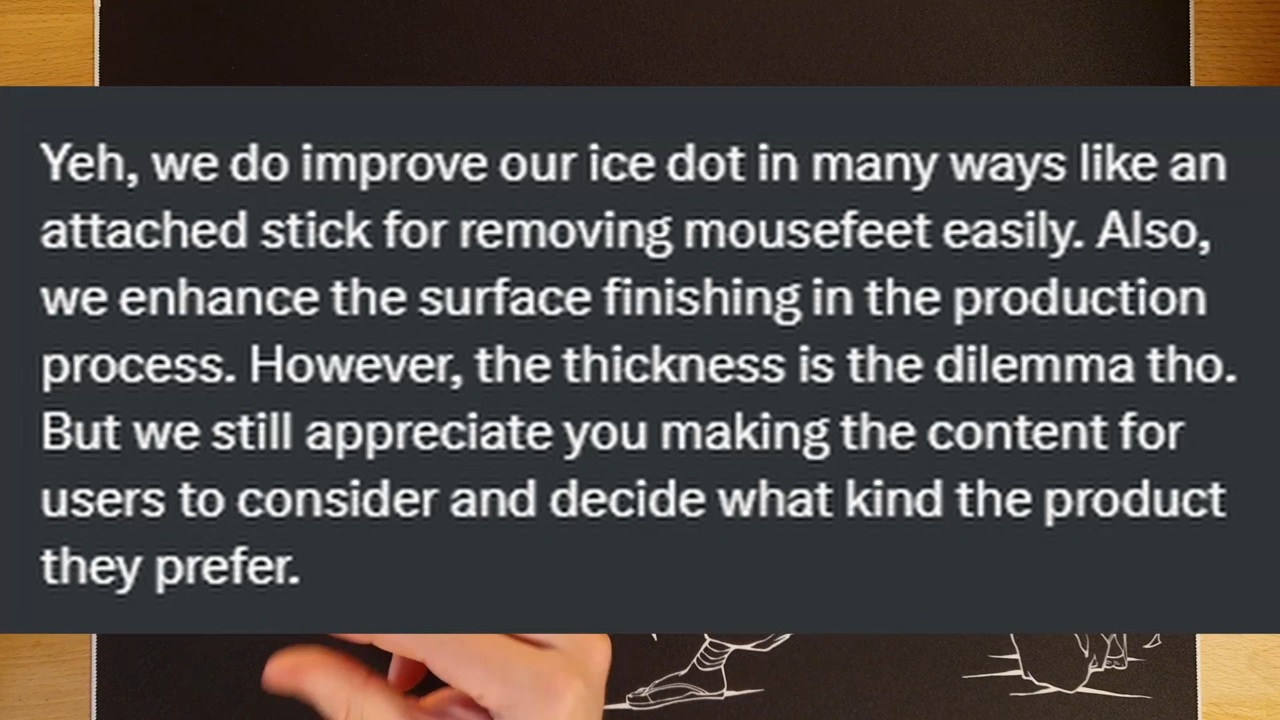 Yeh, we do improve our ice dot in many ways like an
attached stick for removing mousefeet easily. Also,
we enhance the surface finishing in the production
process. However, the thickness is the dilemma tho.
But we still appreciate you making the content for
users to consider and decide what kind the product
they prefer.